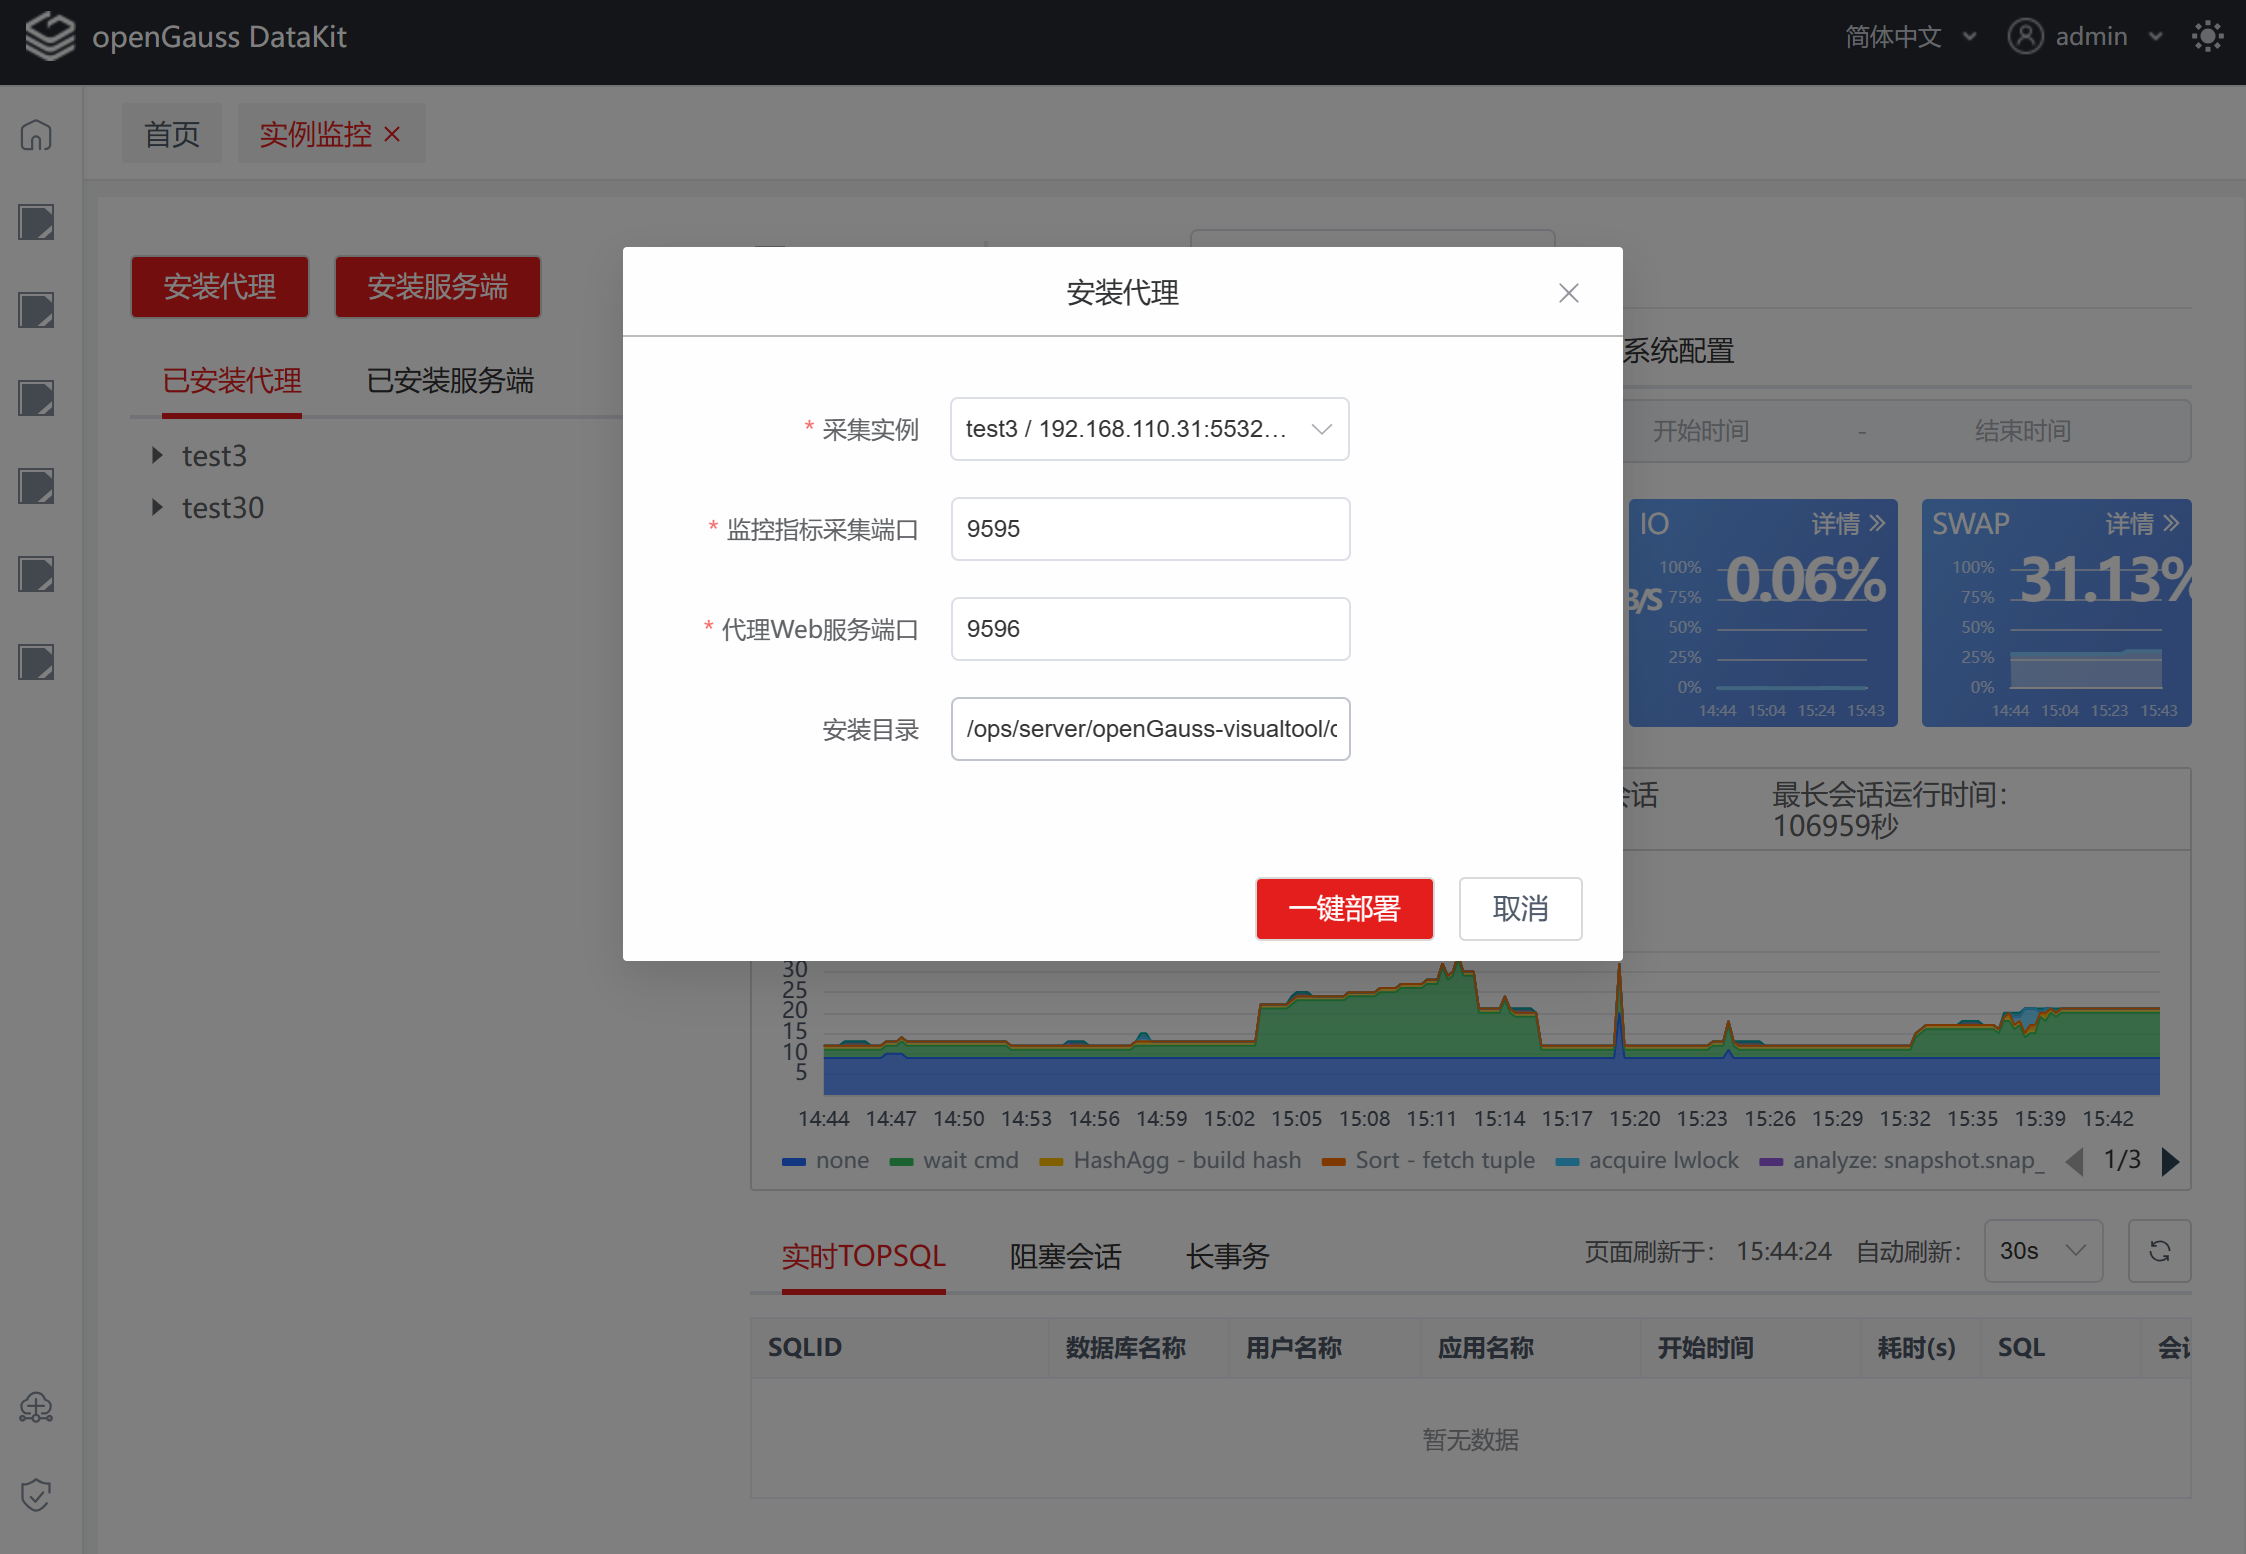 openGauss DataKit
简体中文
admin
首页
实例监控
安装代理
安装服务端
已安装代理
已安装服务端
test3
test30
安装代理
* 采集实例
test3 / 192.168.110.31:5532...
* 监控指标采集端口
9595
* 代理Web服务端口
9596
安装目录
/ops/server/openGauss-visualtool/
一键部署
取消
系统配置
开始时间
-
结束时间
IO
详情
0.06%
B/S
100%
75%
50%
25%
0%
14:44 15:04 15:24 15:43
SWAP
详情
31.13%
100%
75%
50%
25%
0%
14:44 15:04 15:23 15:43
会话
最长会话运行时间:
106959秒
30
25
20
15
10
5
14:44 14:47 14:50 14:53 14:56 14:59 15:02 15:05 15:08 15:11 15:14 15:17 15:20 15:23 15:26 15:29 15:32 15:35 15:39 15:42
none wait cmd HashAgg - build hash Sort - fetch tuple acquire lwlock analyze: snapshot.snap_
1/3
实时TOPSQL
阻塞会话
长事务
页面刷新于: 15:44:24 自动刷新:
30s
SQLID 数据库名称 用户名称 应用名称 开始时间 耗时(s) SQL 会
暂无数据